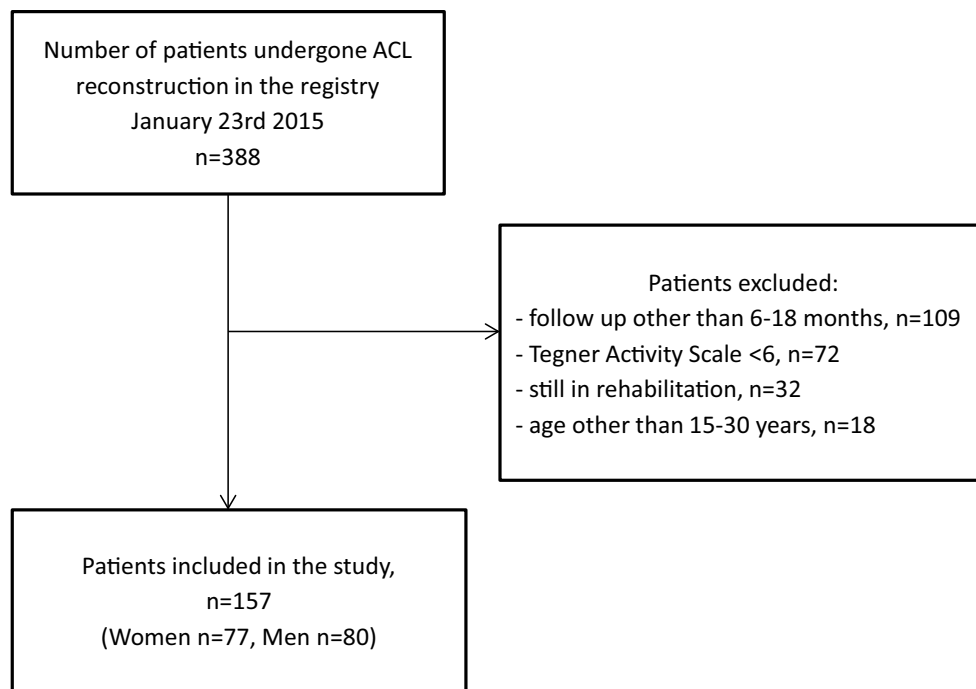 Number of patients undergone ACL
reconstruction in the registry
January 23rd 2015
n=388
Patients excluded:
- follow up other than 6-18 months, n=109
- Tegner Activity Scale <6, n=72
- still in rehabilitation, n=32
- age other than 15-30 years, n=18
Patients included in the study,
n=157
(Women n=77, Men n=80)